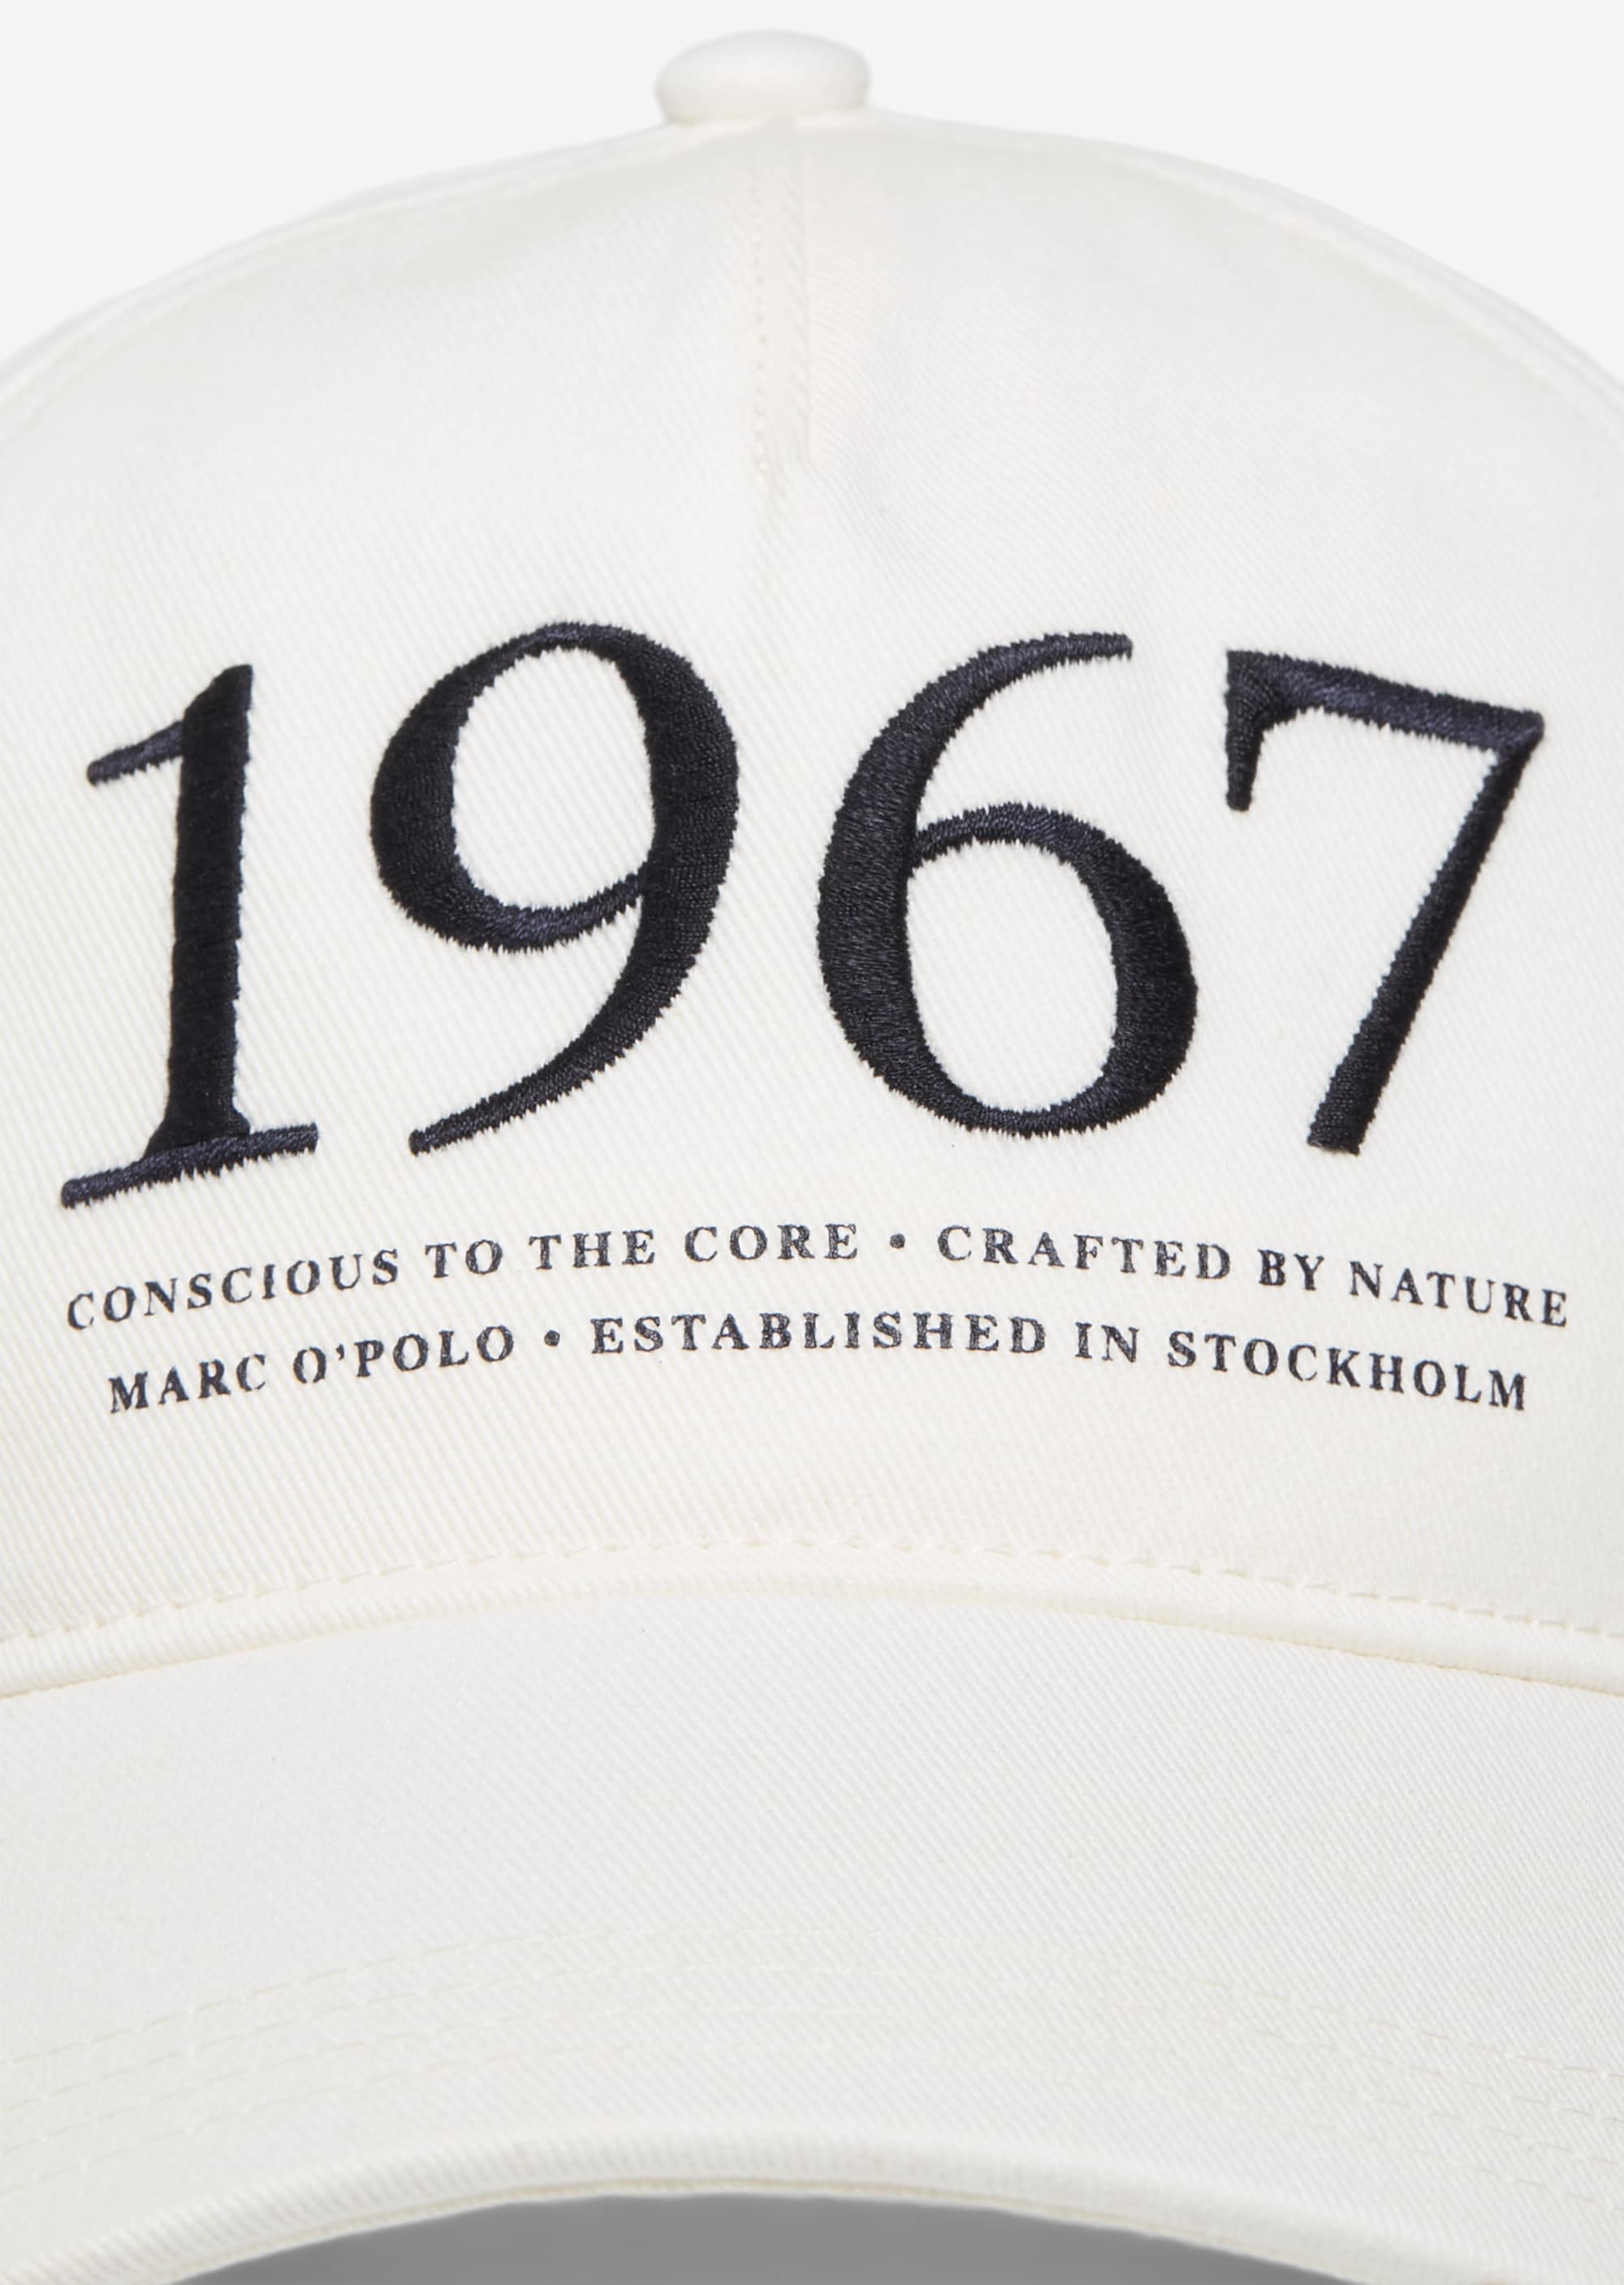 1967
CONSCIOUS TO THE CORE • CRAFTED BY NATURE
MARC O'POLO • ESTABLISHED IN STOCKHOLM